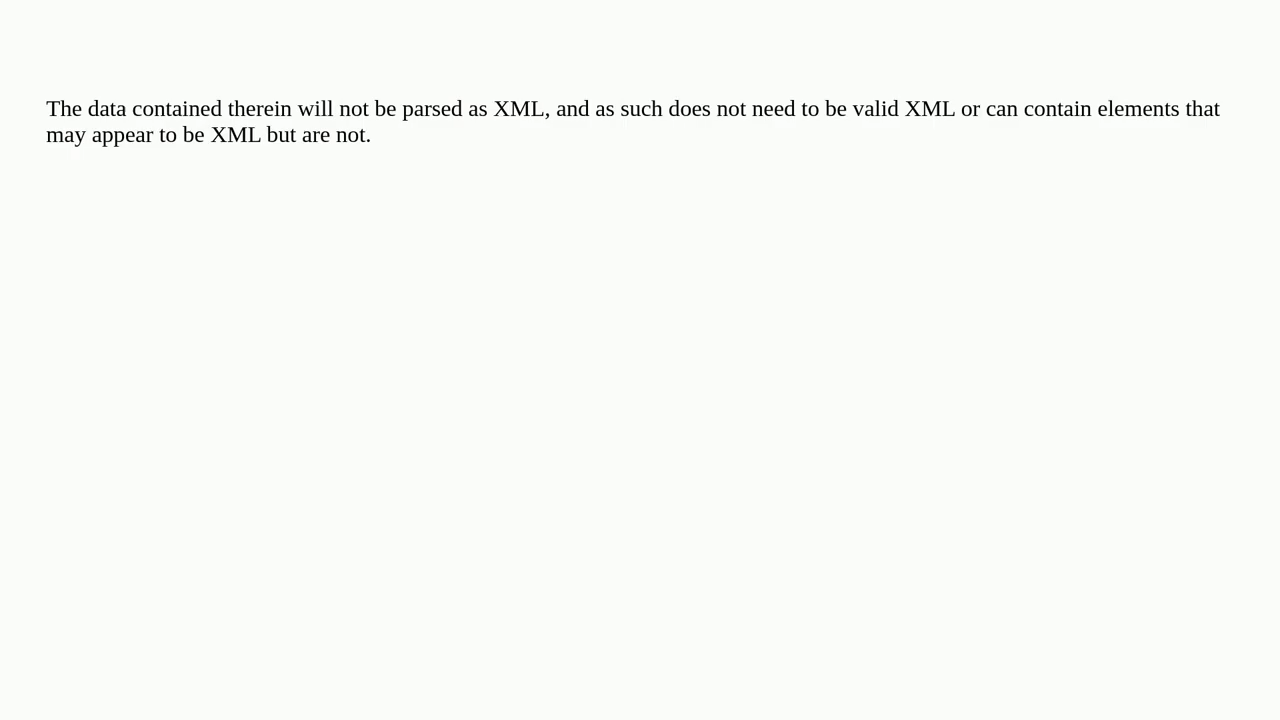 The data contained therein will not be parsed as XML, and as such does not need to be valid XML or can contain elements that
may appear to be XML but are not.